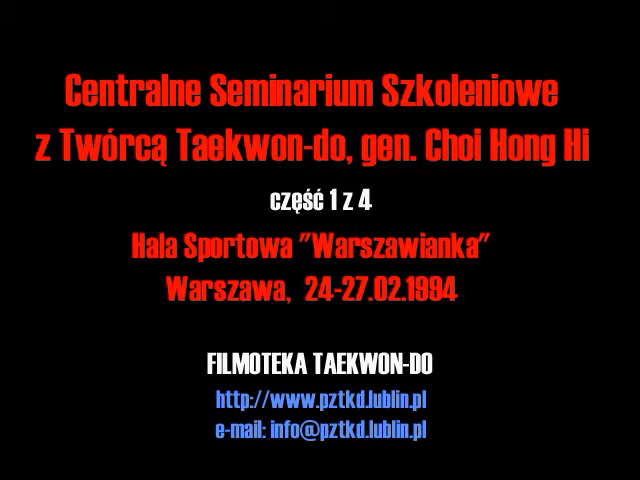 Centralne Seminarium Szkoleniowe
z Twórcą Taekwon-do, gen. Choi Hong Hi
część 1 z 4
Hala Sportowa "Warszawianka"
Warszawa, 24-27.02.1994
FILMOTEKA TAEKWON-DO
http://www.pztkd.lublin.pl
e-mail: info@pztkd.lublin.pl